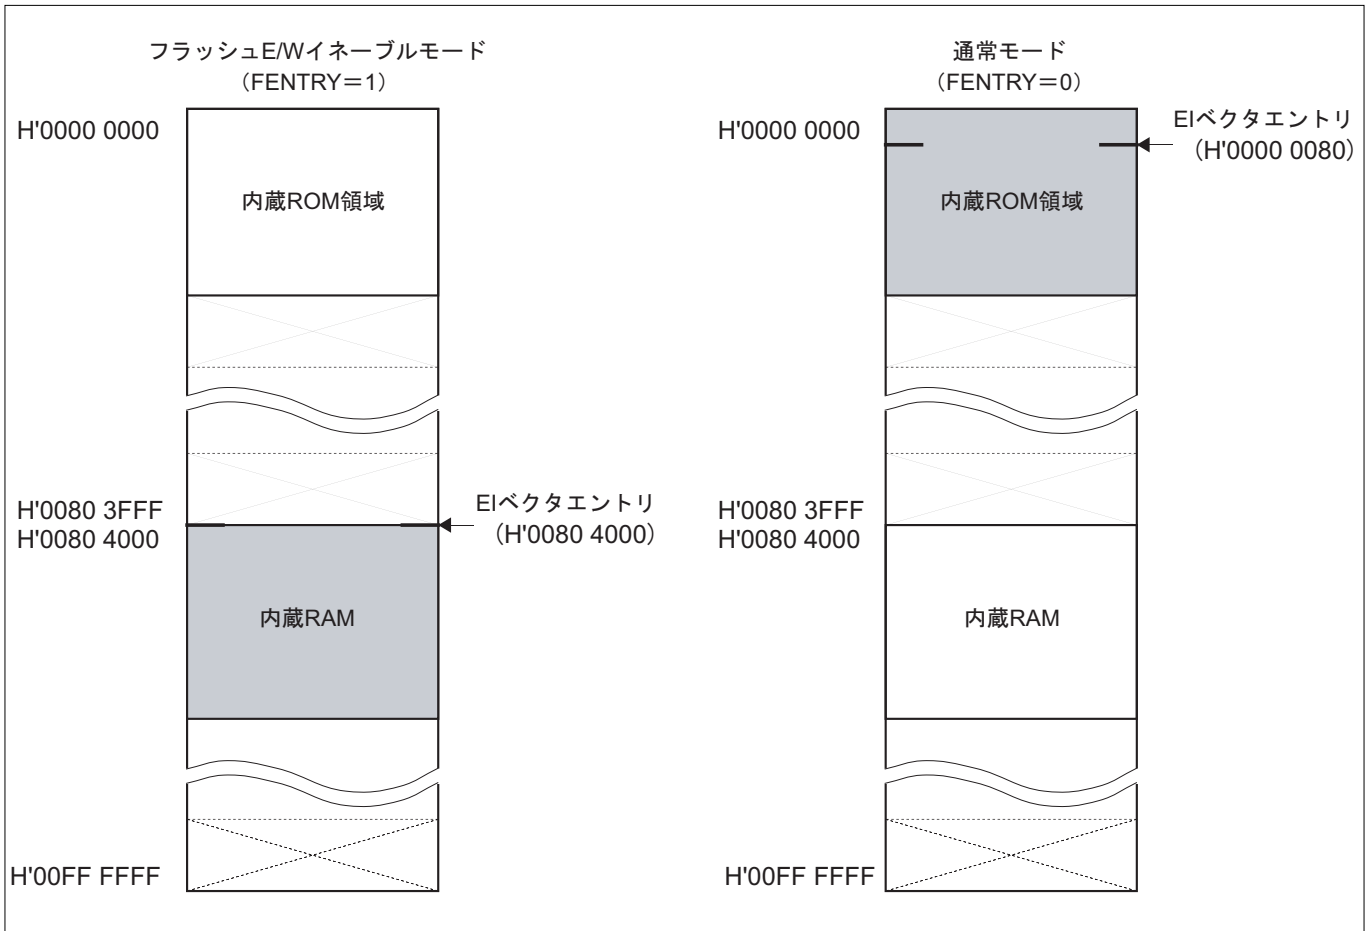 フラッシュE/Wイネーブルモード
（FENTRY＝1）
H'0000 0000
内蔵ROM領域
H'0080 3FFF
H'0080 4000
EIベクタエントリ
（H'0080 4000）
内蔵RAM
H'00FF FFFF
通常モード
（FENTRY＝0）
H'0000 0000
EIベクタエントリ
（H'0000 0080）
内蔵ROM領域
H'0080 3FFF
H'0080 4000
内蔵RAM
H'00FF FFFF